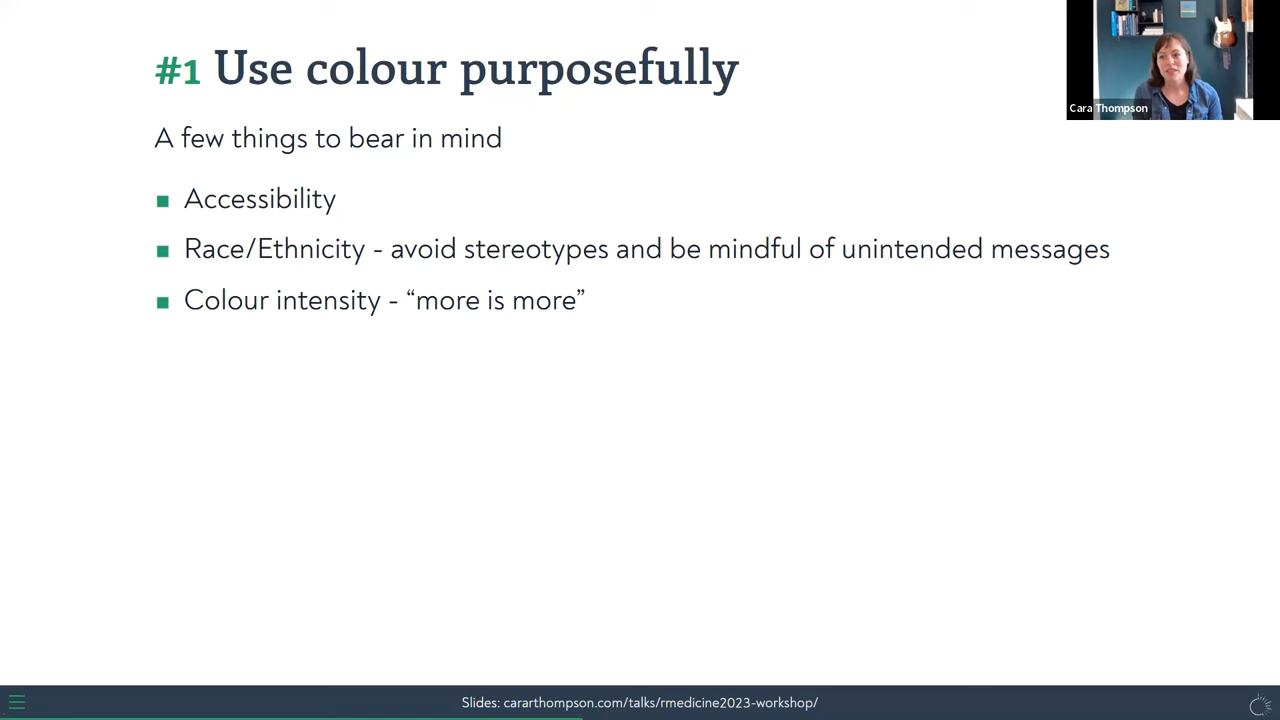 #1 Use colour purposefully
Cara Thompson
A few things to bear in mind
Accessibility
Race/Ethnicity - avoid stereotypes and be mindful of unintended messages
Colour intensity - “more is more”
Slides: cararthompson.com/talks/rmedicine2023-workshop/